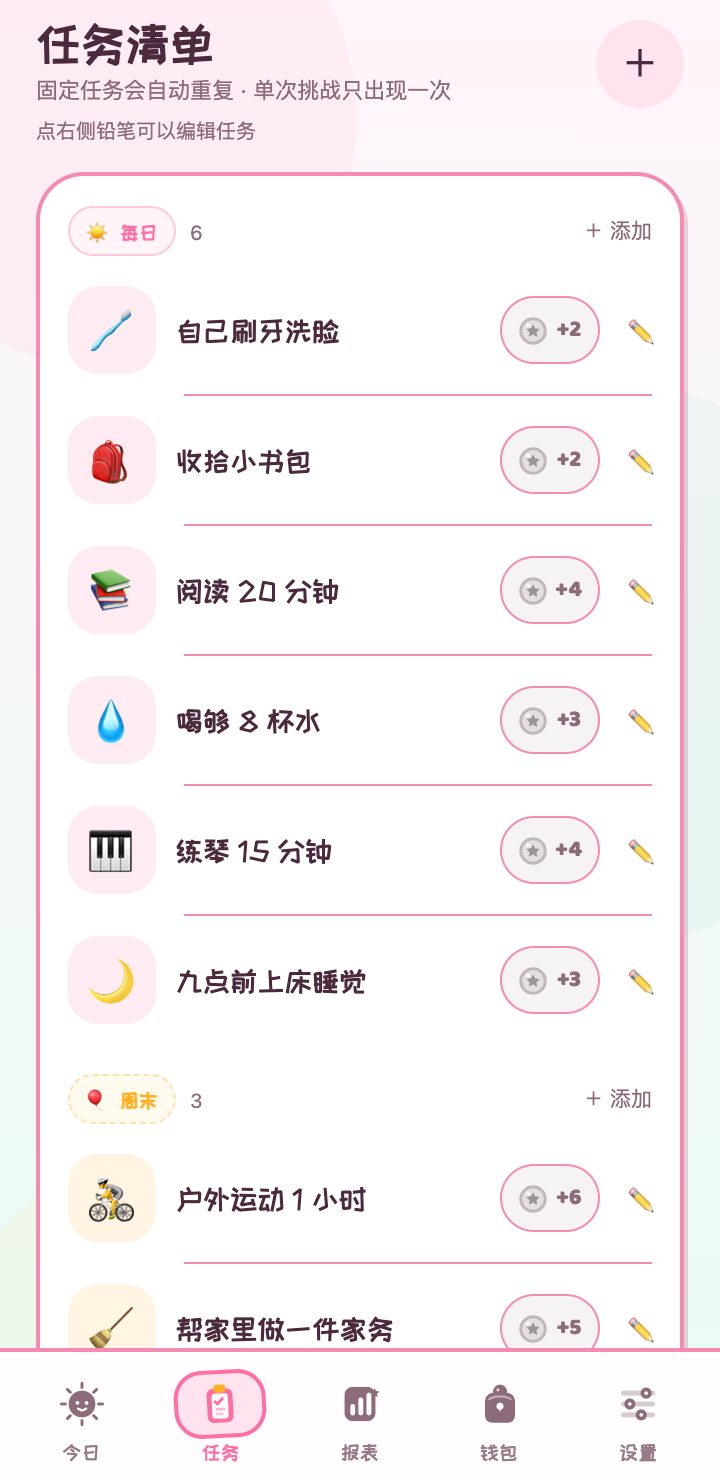 任务清单
固定任务会自动重复 · 单次挑战只出现一次
点右侧铅笔可以编辑任务
每日 6 + 添加
自己刷牙洗脸 +2
收拾小书包 +2
阅读 20 分钟 +4
喝够 8 杯水 +3
练琴 15 分钟 +4
九点前上床睡觉 +3
周末 3 + 添加
户外运动 1 小时 +6
帮家里做一件家务 +5
今日 任务 报表 钱包 设置